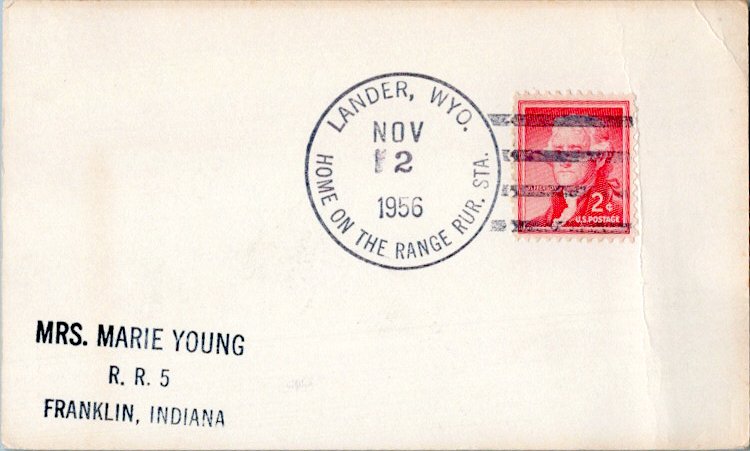 LANDER, WYO.
NOV
2
1956
HOME ON THE RANGE RUR. STA.
2¢
U.S. POSTAGE
MRS. MARIE YOUNG
R. R. 5
FRANKLIN, INDIANA